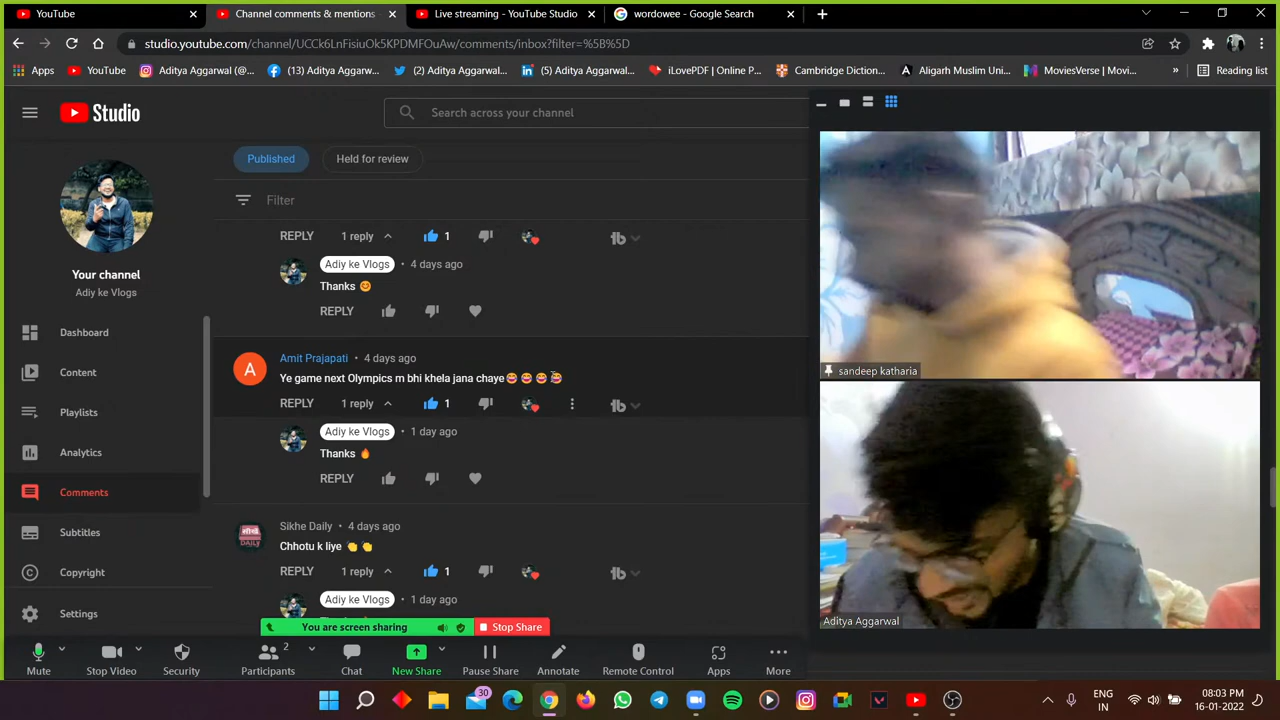 YouTube
Channel comments & mentions
Live streaming - YouTube Studio
wordowee - Google Search
studio.youtube.com/channel/UCCk6LnFisiuOk5KPDMFOuAw/comments/inbox?filter=%5B%5D
Apps
YouTube
Aditya Aggarwal (@...
(13) Aditya Aggarw...
(2) Aditya Aggarwal...
(5) Aditya Aggarwal...
iLovePDF | Online P...
Cambridge Diction...
Aligarh Muslim Uni...
MoviesVerse | Movi...
Reading list
Studio
Search across your channel
Published
Held for review
Filter
Your channel
Adiy ke Vlogs
Dashboard
Content
Playlists
Analytics
Comments
Subtitles
Copyright
Settings
REPLY 1 reply 1
Adiy ke Vlogs • 4 days ago
Thanks 😊
REPLY
A
Amit Prajapati • 4 days ago
Ye game next Olympics m bhi khela jana chaye😂😂😂😂
REPLY 1 reply 1
Adiy ke Vlogs • 1 day ago
Thanks 🔥
REPLY
Sikhe Daily • 4 days ago
Chhotu k liye 👏 👏
REPLY 1 reply 1
Adiy ke Vlogs • 1 day ago
sandeep katharia
Aditya Aggarwal
You are screen sharing
Stop Share
Mute
Stop Video
Security
Participants
2
Chat
New Share
Pause Share
Annotate
Remote Control
Apps
More
30
ENG
IN
08:03 PM
16-01-2022